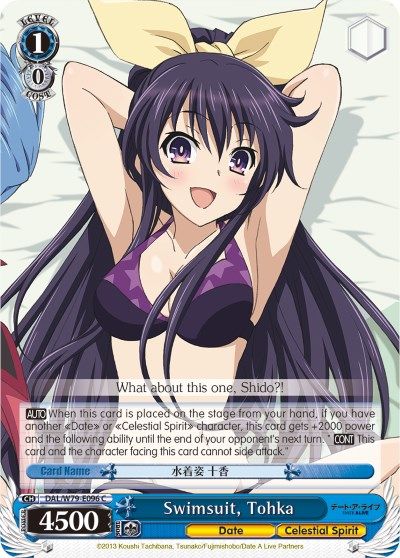 LEVEL
1
0
COST
What about this one, Shido?!
AUTO When this card is placed on the stage from your hand, if you have
another «Date» or «Celestial Spirit» character, this card gets +2000 power
and the following ability until the end of your opponent's next turn. " CONT This
card and the character facing this card cannot side attack."
Card Name 水着姿 十香
CH DAL/W79-E096 C
4500
Swimsuit, Tohka
デート・ア・ライブ
Date
Celestial Spirit
©2013 Koushi Tachibana, Tsunako/Fujimishobo/Date A Live Partners